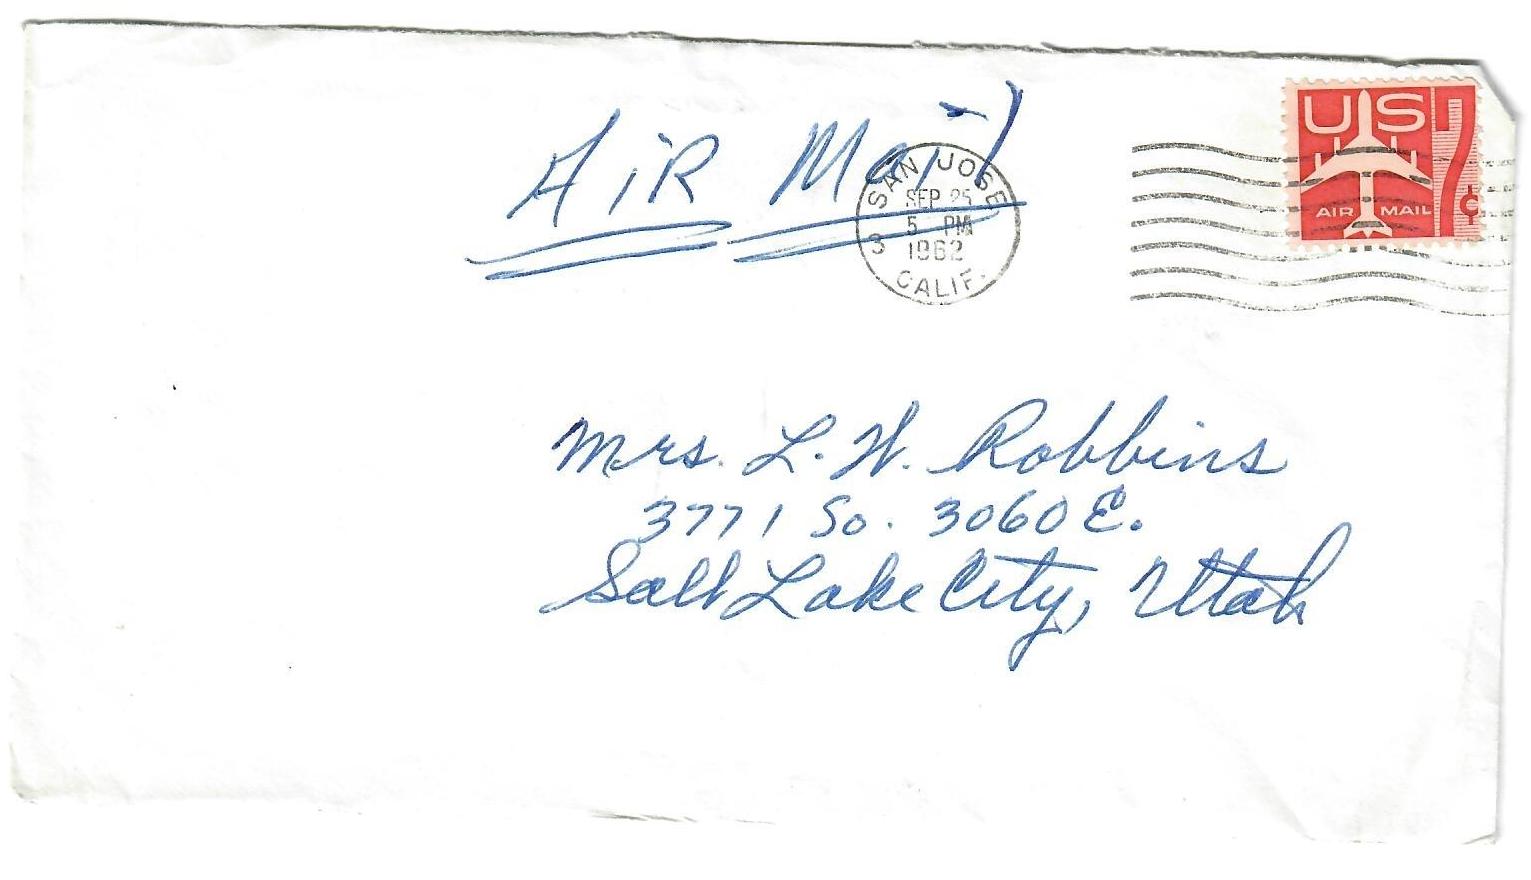 Air Mail
SAN JOSE
SEP 25
5 PM
1962
CALIF.
3
US
7¢
AIR MAIL
Mrs. L. W. Robbins
3771 So. 3060 E.
Salt Lake City, Utah